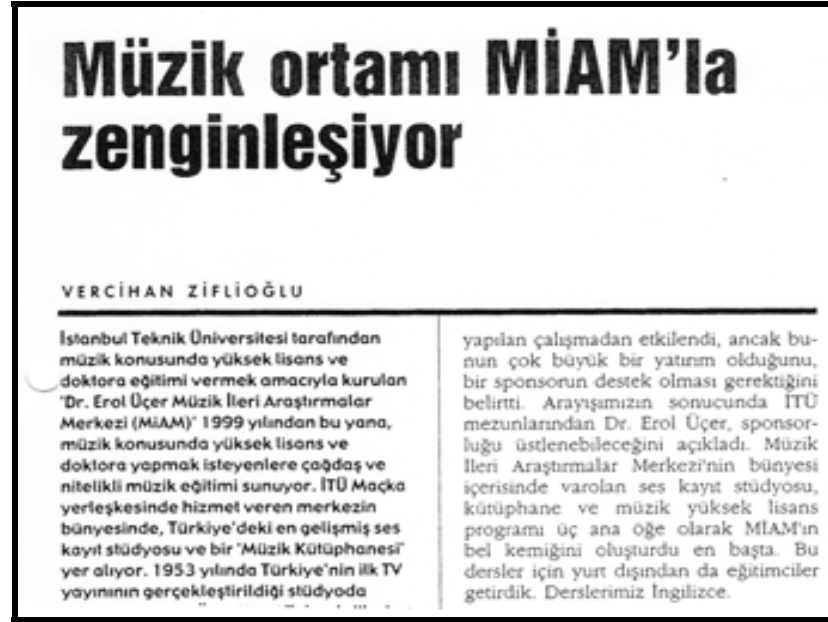 Müzik ortamı MİAM'la
zenginleşiyor
VERCİHAN ZİFLİOĞLU
İstanbul Teknik Üniversitesi tarafından
müzik konusunda yüksek lisans ve
doktora eğitimi vermek amacıyla kurulan
"Dr. Erol Üçer Müzik İleri Araştırmalar
Merkezi (MİAM)" 1999 yılından bu yana,
müzik konusunda yüksek lisans ve
doktora yapmak isteyenlere çağdaş ve
nitelikli müzik eğitimi sunuyor. İTÜ Maçka
yerleşkesinde hizmet veren merkezin
bünyesinde, Türkiye'deki en gelişmiş ses
kayıt stüdyosu ve bir "Müzik Kütüphanesi"
yer alıyor. 1953 yılında Türkiye'nin ilk TV
yayınının gerçekleştirildiği stüdyoda
yapılan çalışmadan etkilendi, ancak bu-
nun çok büyük bir yatırım olduğunu,
bir sponsorun destek olması gerektiğini
belirtti. Arayışımızın sonucunda İTÜ
mezunlarından Dr. Erol Üçer, sponsor-
luğu üstlenebileceğini açıkladı. Müzik
İleri Araştırmalar Merkezi'nin bünyesi
içerisinde varolan ses kayıt stüdyosu,
kütüphane ve müzik yüksek lisans
programı üç ana öğe olarak MİAM'ın
bel kemiğini oluşturdu en başta. Bu
dersler için yurt dışından da eğitimciler
getirdik. Derslerimiz İngilizce.